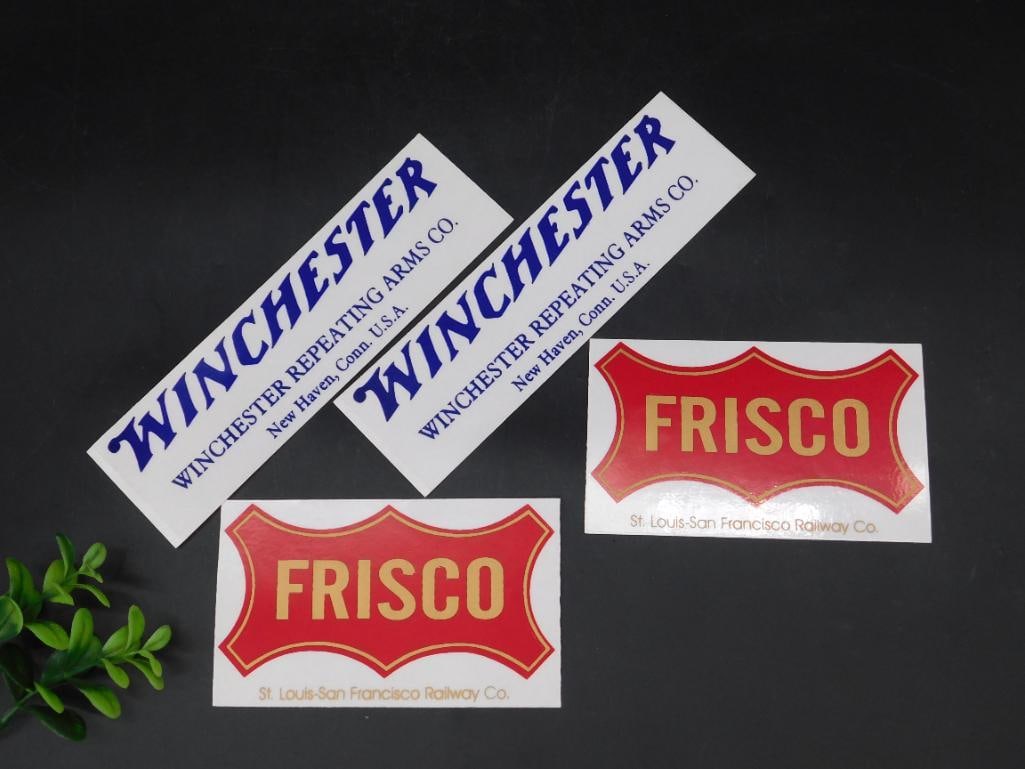 WINCHESTER
WINCHESTER REPEATING ARMS CO.
New Haven, Conn. U.S.A.
WINCHESTER
WINCHESTER REPEATING ARMS CO.
New Haven, Conn. U.S.A.
FRISCO
St. Louis-San Francisco Railway Co.
FRISCO
St. Louis-San Francisco Railway Co.